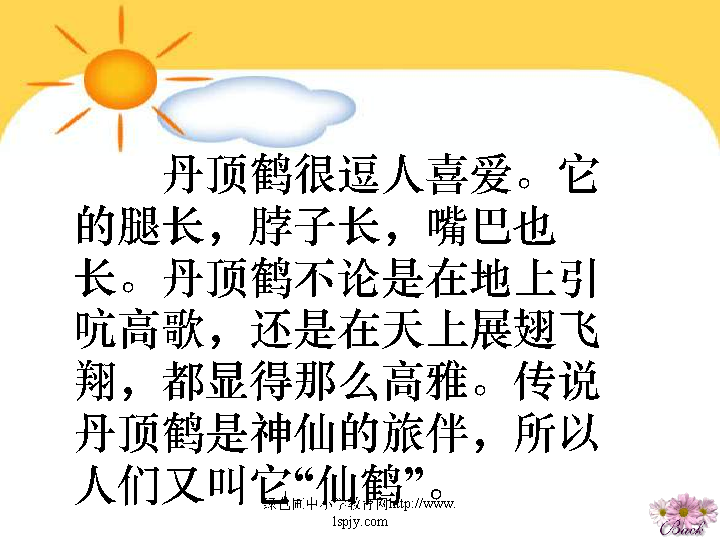 丹顶鹤很逗人喜爱。它
的腿长，脖子长，嘴巴也
长。丹顶鹤不论是在地上引
吭高歌，还是在天上展翅飞
翔，都显得那么高雅。传说
丹顶鹤是神仙的旅伴，所以
人们又叫它“仙鹤”。
绿色圃中小学教育网http://www.
lspjy.com
Back